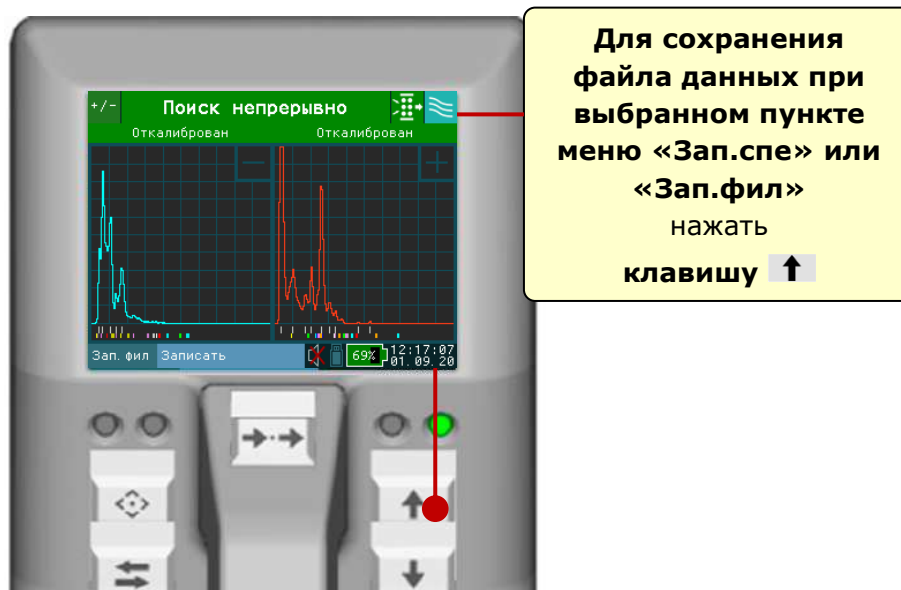 Для сохранения
файла данных при
выбранном пункте
меню «Зап.спе» или
«Зап.фил»
нажать
клавишу
+/- Поиск непрерывно
Откалиброван Откалиброван
Зап. фил Записать 69% 12:17:07
01.09.20